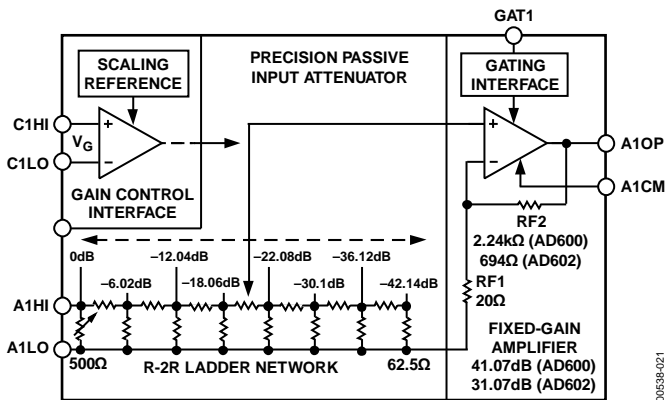 GAT1
SCALING
REFERENCE
PRECISION PASSIVE
INPUT ATTENUATOR
GATING
INTERFACE
C1HI
+
VG
C1LO
–
+
–
A1OP
A1CM
GAIN CONTROL
INTERFACE
RF2
2.24kΩ (AD600)
694Ω (AD602)
0dB
–12.04dB
–22.08dB
–36.12dB
–6.02dB
–18.06dB
–30.1dB
–42.14dB
RF1
20Ω
A1HI
A1LO
500Ω
R-2R LADDER NETWORK
62.5Ω
FIXED-GAIN
AMPLIFIER
41.07dB (AD600)
31.07dB (AD602)
00538-021